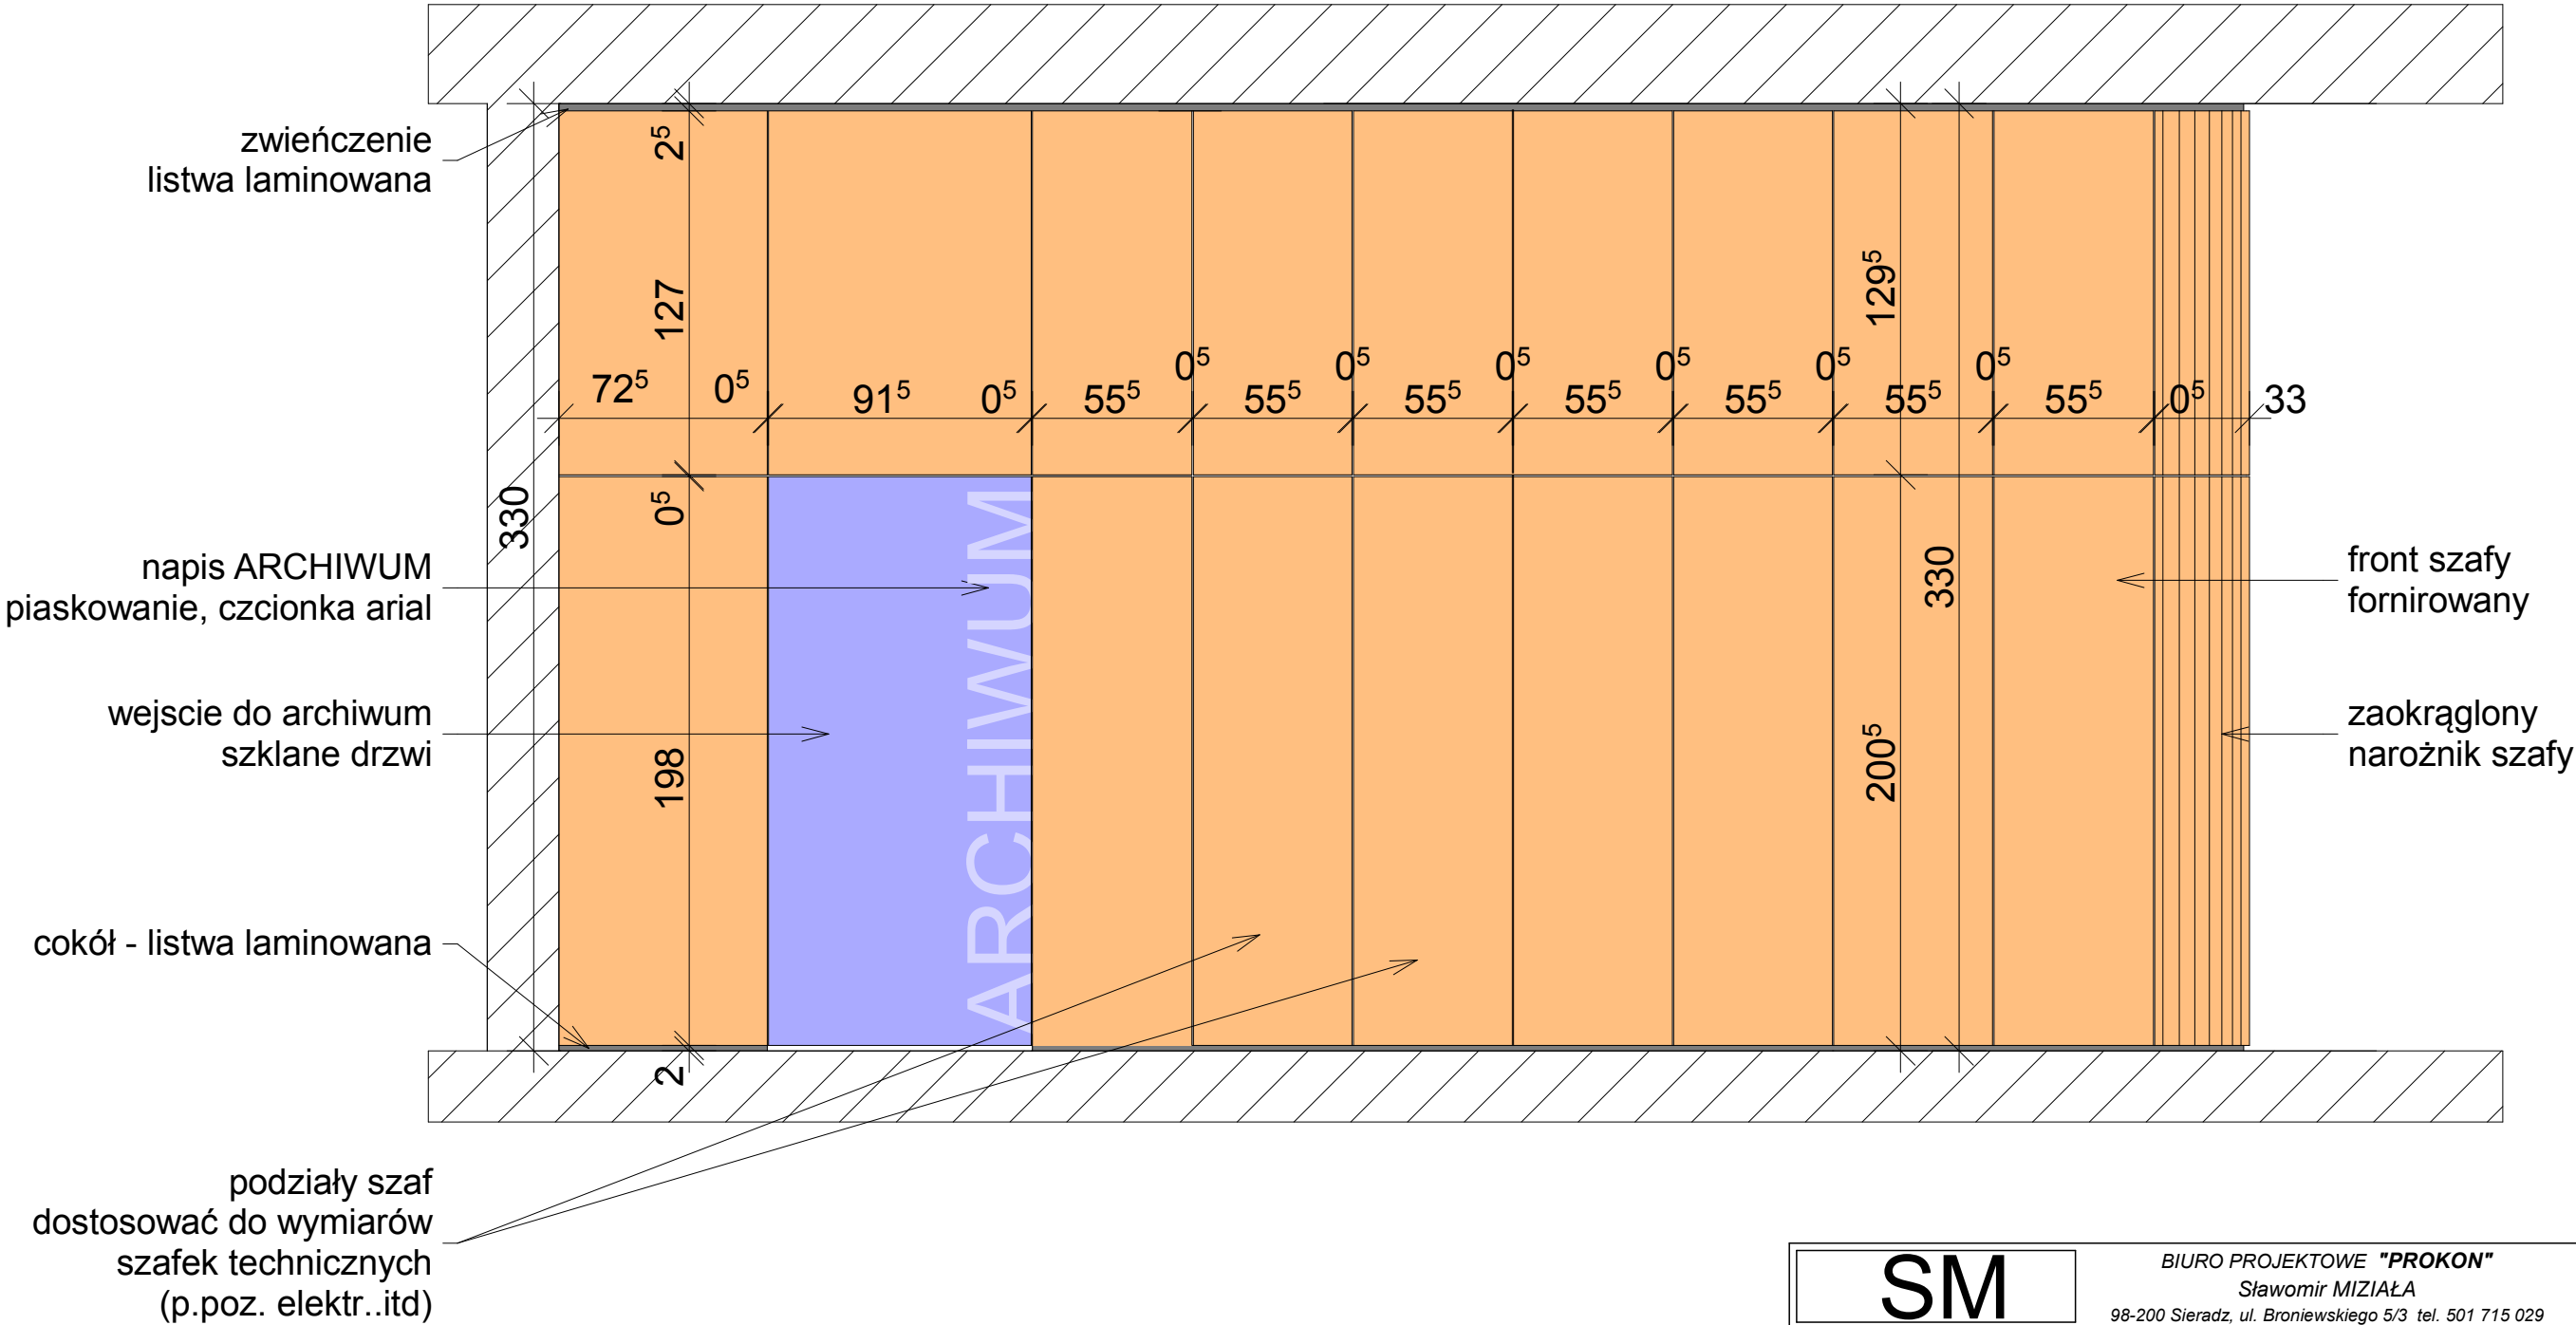 zwieńczenie
listwa laminowana
2⁵
127
129⁵
72⁵ 0⁵ 91⁵ 0⁵ 55⁵ 0⁵ 55⁵ 0⁵ 55⁵ 0⁵ 55⁵ 0⁵ 55⁵ 0⁵ 55⁵ 0⁵ 55⁵ 0⁵ 33
330
0⁵
napis ARCHIWUM
piaskowanie, czcionka arial
ARCHIWUM
330
front szafy
fornirowany
wejscie do archiwum
szklane drzwi
198
200⁵
zaokrąglony
narożnik szafy
cokół - listwa laminowana
2
podziały szaf
dostosować do wymiarów
szafek technicznych
(p.poz. elektr..itd)
SM
BIURO PROJEKTOWE "PROKON"
Sławomir MIZIAŁA
98-200 Sieradz, ul. Broniewskiego 5/3 tel. 501 715 029